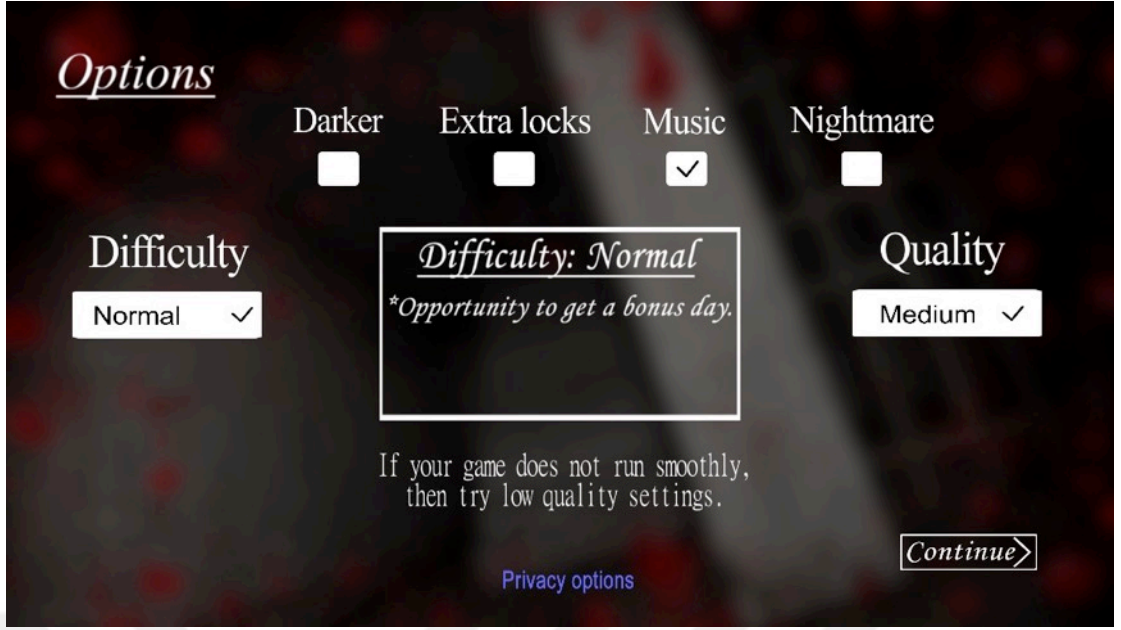 Options
Darker
Extra locks
Music
Nightmare
Difficulty
Normal
Difficulty: Normal
*Opportunity to get a bonus day.
Quality
Medium
If your game does not run smoothly,
then try low quality settings.
Continue
Privacy options